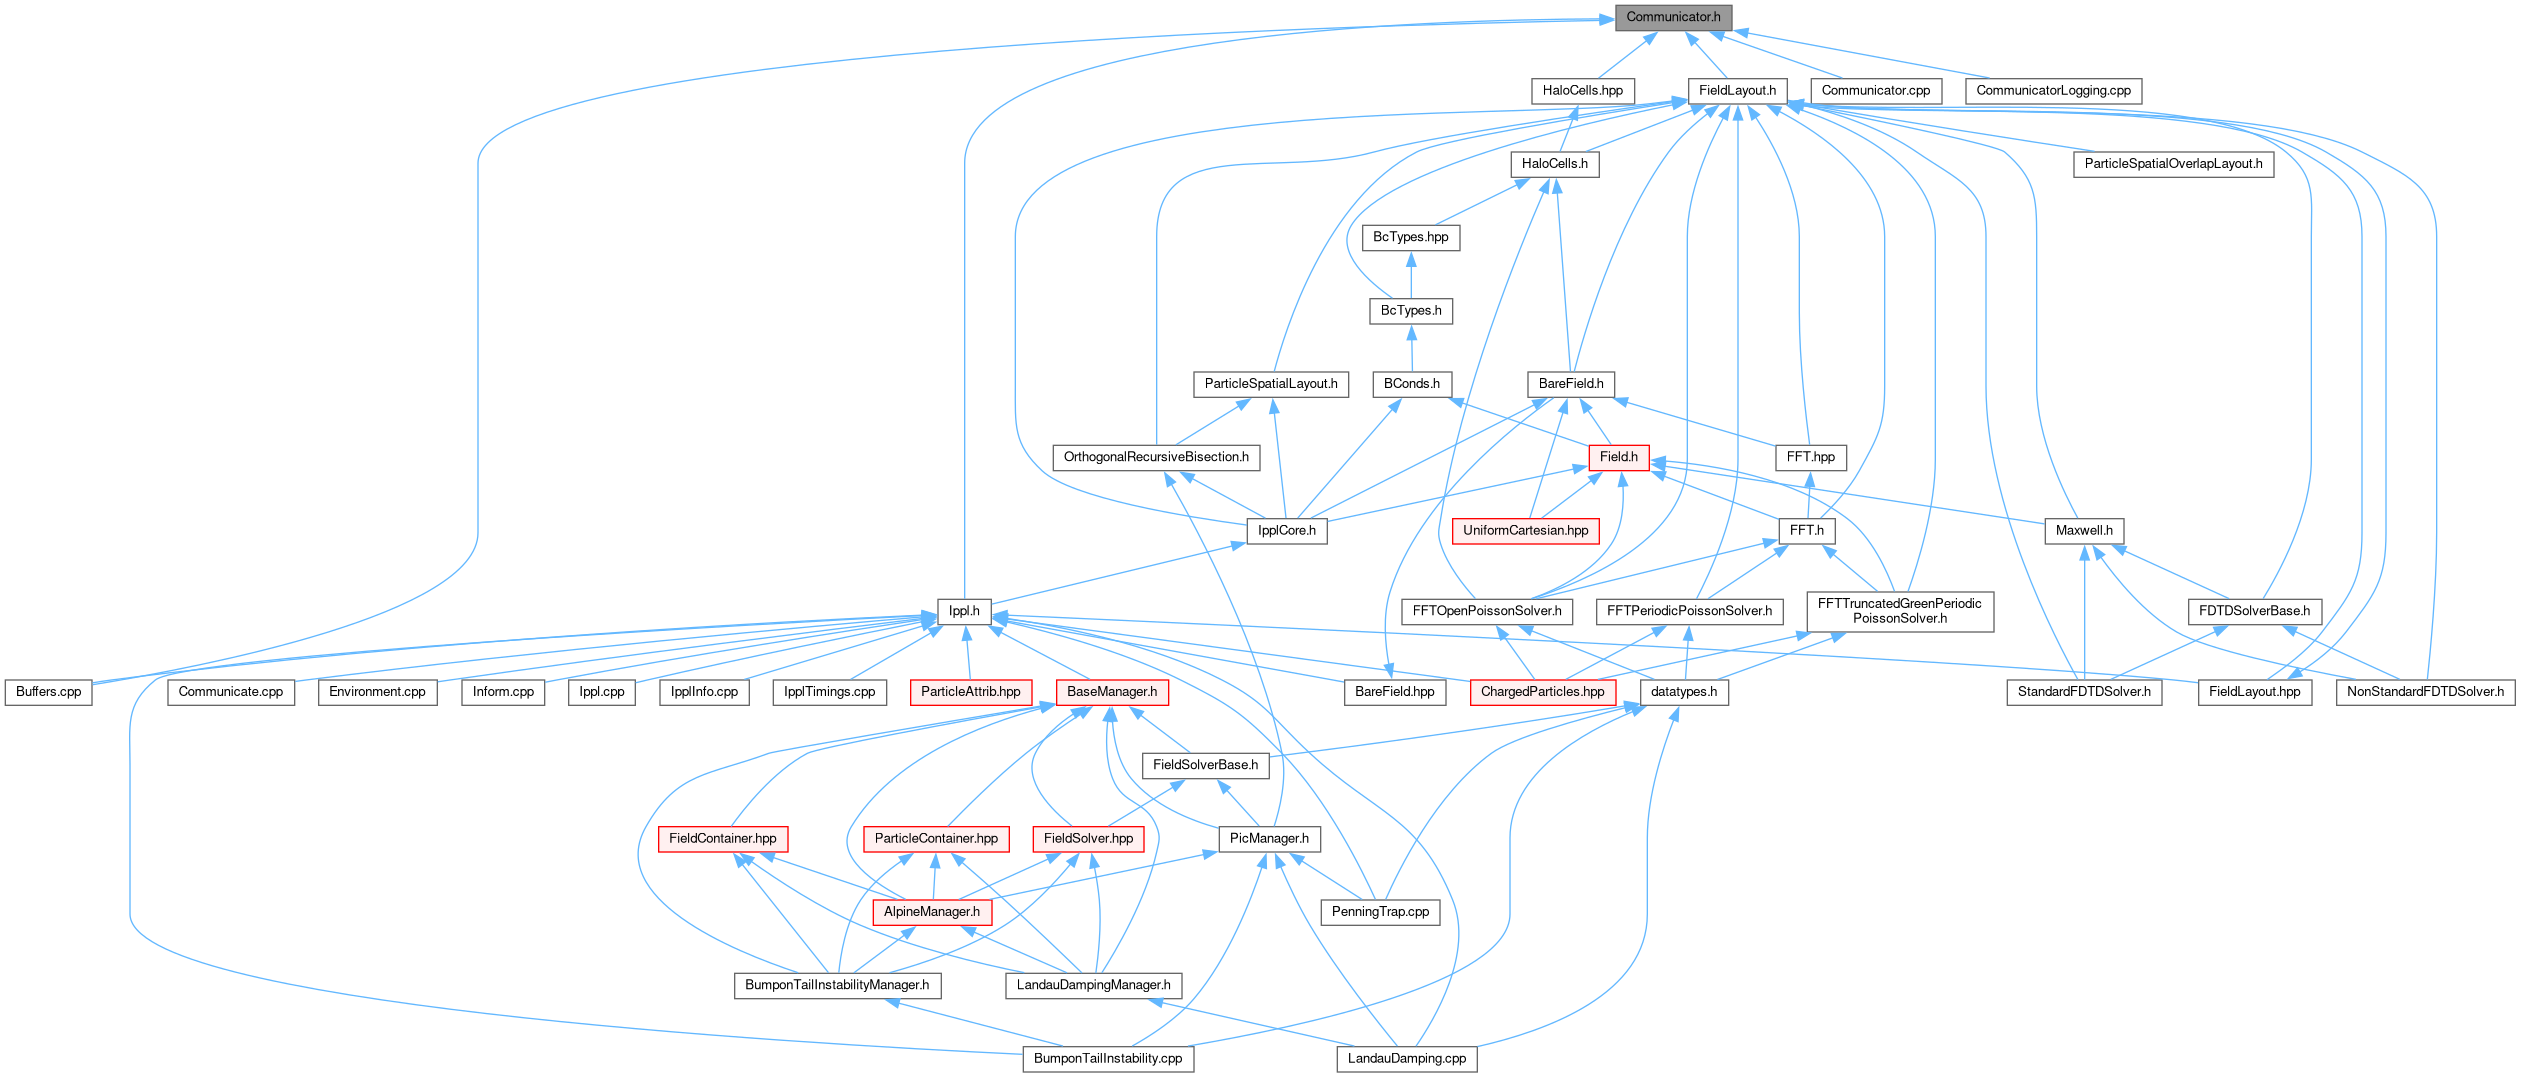 Communicator.h
HaloCells.hpp
FieldLayout.h
Communicator.cpp
CommunicatorLogging.cpp
HaloCells.h
ParticleSpatialOverlapLayout.h
BcTypes.hpp
BcTypes.h
ParticleSpatialLayout.h
BConds.h
BareField.h
OrthogonalRecursiveBisection.h
Field.h
FFT.hpp
IpplCore.h
UniformCartesian.hpp
FFT.h
Maxwell.h
Ippl.h
FFTOpenPoissonSolver.h
FFTPeriodicPoissonSolver.h
FFTTruncatedGreenPeriodic
PoissonSolver.h
FDTDSolverBase.h
Buffers.cpp
Communicate.cpp
Environment.cpp
Inform.cpp
Ippl.cpp
IpplInfo.cpp
IpplTimings.cpp
ParticleAttrib.hpp
BaseManager.h
BareField.hpp
ChargedParticles.hpp
datatypes.h
StandardFDTDSolver.h
FieldLayout.hpp
NonStandardFDTDSolver.h
FieldSolverBase.h
FieldContainer.hpp
ParticleContainer.hpp
FieldSolver.hpp
PicManager.h
AlpineManager.h
PenningTrap.cpp
BumponTailInstabilityManager.h
LandauDampingManager.h
BumponTailInstability.cpp
LandauDamping.cpp